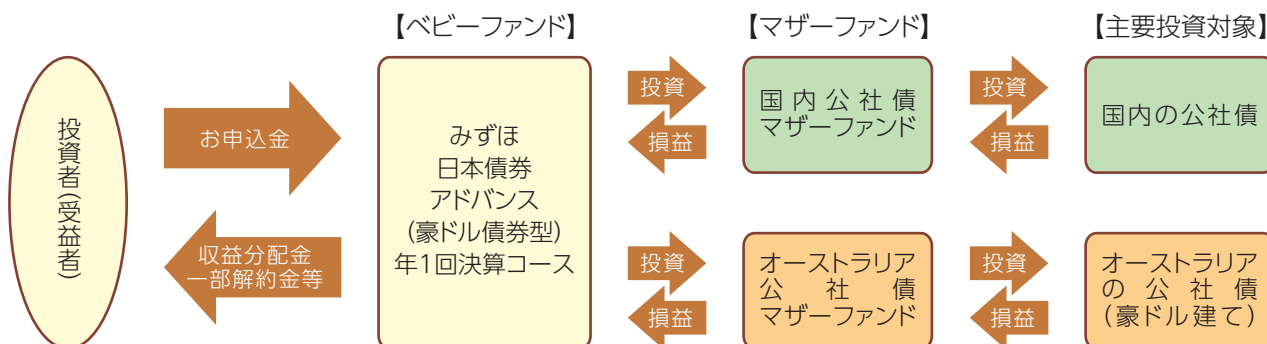 【ベビーファンド】
【マザーファンド】
【主要投資対象】
投資者(受益者)
お申込金
収益分配金
一部解約金等
みずほ
日本債券
アドバンス
(豪ドル債券型)
年1回決算コース
投資
損益
国内公社債
マザーファンド
投資
損益
国内の公社債
投資
損益
オーストラリア
公社債
マザーファンド
投資
損益
オーストラリア
の公社債
(豪ドル建て)